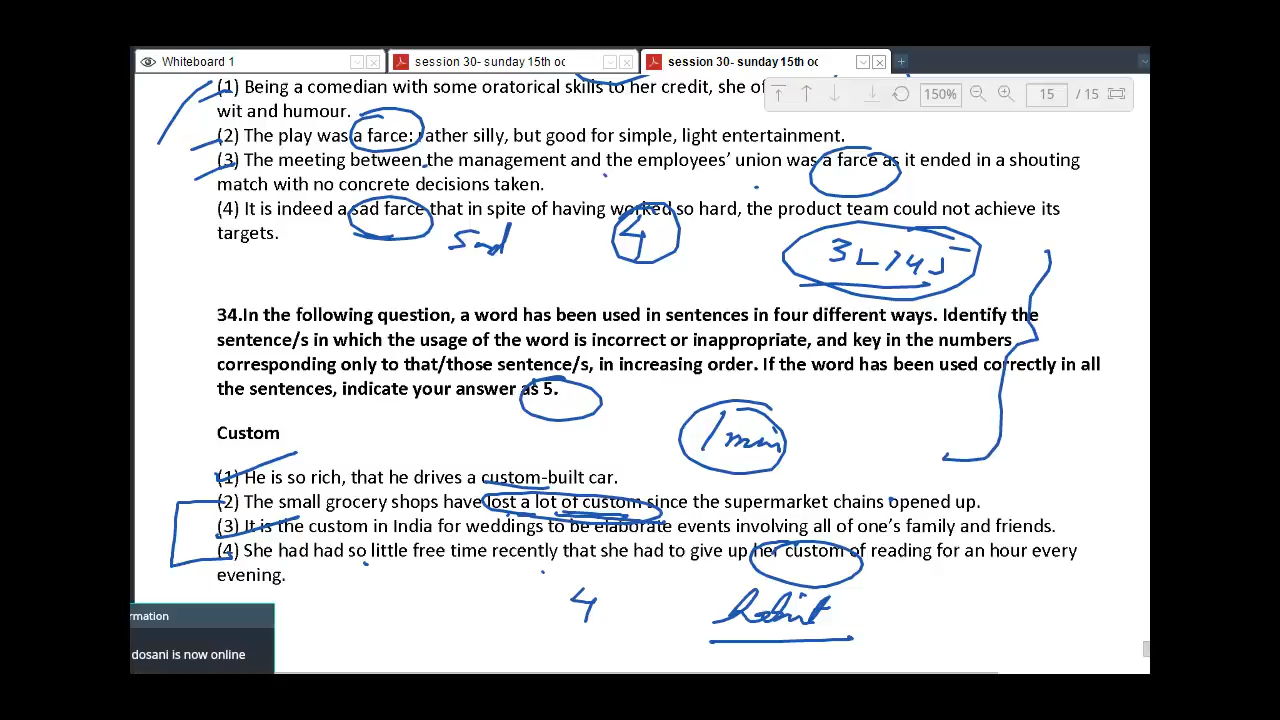 Whiteboard 1
session 30- sunday 15th oc
session 30- sunday 15th oc
(1) Being a comedian with some oratorical skills to her credit, she of
150%
15
/ 15
wit and humour.
(2) The play was a farce: rather silly, but good for simple, light entertainment.
(3) The meeting between the management and the employees’ union was a farce as it ended in a shouting
match with no concrete decisions taken.
(4) It is indeed a sad farce that in spite of having worked so hard, the product team could not achieve its
targets.
Sad
4
34.In the following question, a word has been used in sentences in four different ways. Identify the
sentence/s in which the usage of the word is incorrect or inappropriate, and key in the numbers
corresponding only to that/those sentence/s, in increasing order. If the word has been used correctly in all
the sentences, indicate your answer as 5.
1 min
Custom
(1) He is so rich, that he drives a custom-built car.
(2) The small grocery shops have lost a lot of custom since the supermarket chains opened up.
(3) It is the custom in India for weddings to be elaborate events involving all of one’s family and friends.
(4) She had had so little free time recently that she had to give up her custom of reading for an hour every
evening.
4
habit
rmation
dosani is now online